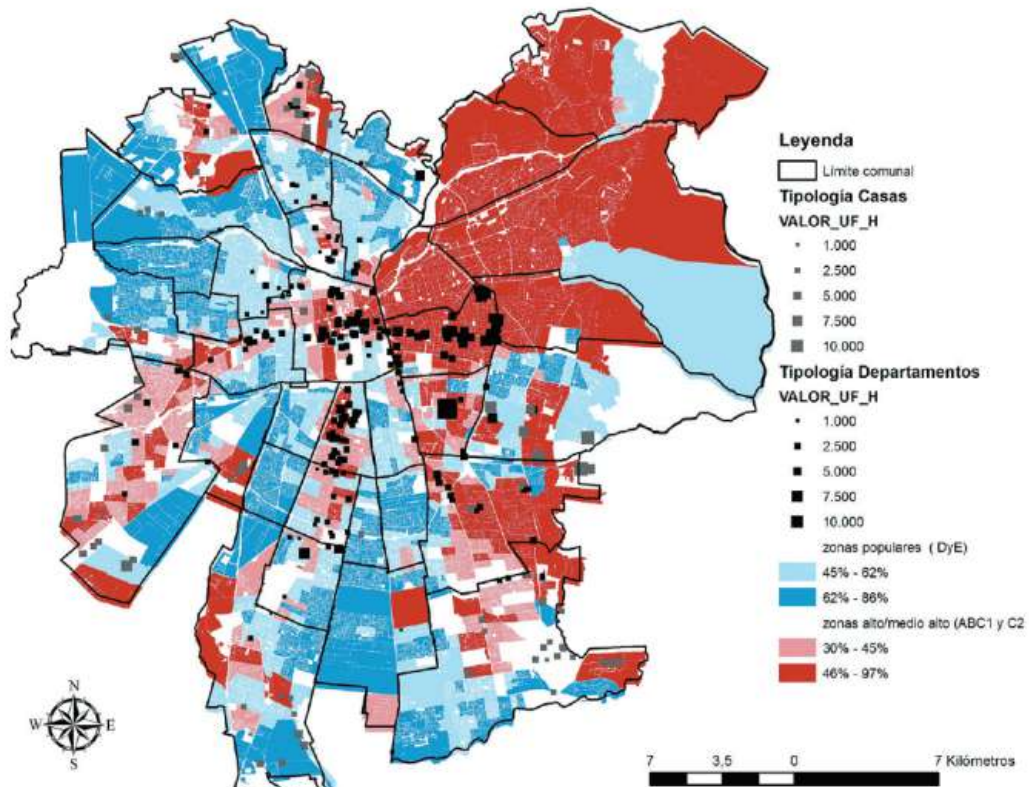 Leyenda
Límite comunal
Tipología Casas
VALOR_UF_H
1.000
2.500
5.000
7.500
10.000
Tipología Departamentos
VALOR_UF_H
1.000
2.500
5.000
7.500
10.000
zonas populares ( DyE)
45% - 62%
62% - 86%
zonas alto/medio alto (ABC1 y C2
30% - 45%
46% - 97%
N
W E
S
7 3,5 0 7 Kilómetros